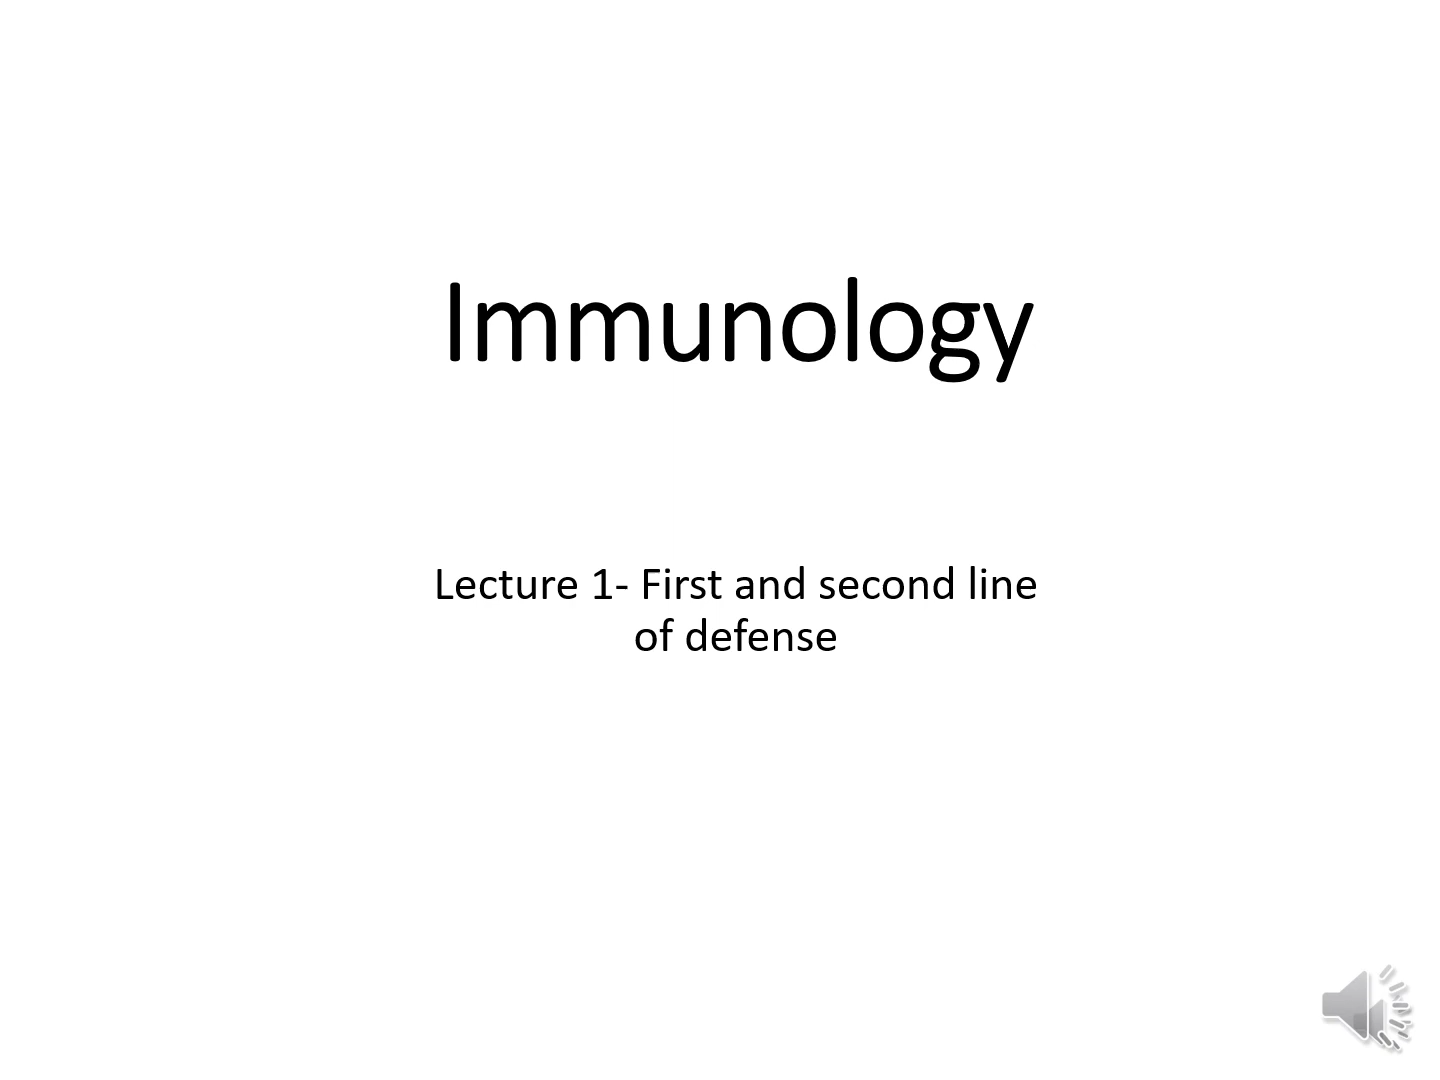 Immunology
Lecture 1- First and second line
of defense